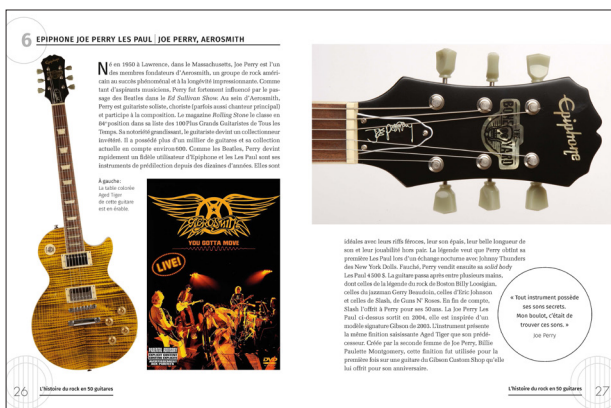 6 EPIPHONE JOE PERRY LES PAUL | JOE PERRY, AEROSMITH
Né en 1950 à Lawrence, dans le Massachusetts, Joe Perry est l'un
des membres fondateurs d'Aerosmith, un groupe de rock améri-
cain au succès phénoménal et à la longévité impressionnante. Comme
tant d'aspirants musiciens, Perry fut fortement influencé par le pas-
sage des Beatles dans le Ed Sullivan Show. Au sein d'Aerosmith,
Perry est guitariste soliste, choriste (parfois aussi chanteur principal)
et participe à la composition. Le magazine Rolling Stone le classe en
84e position dans sa liste des 100 Plus Grands Guitaristes de Tous les
Temps. Sa notoriété grandissant, le guitariste devint un collectionneur
invétéré. Il a possédé plus d'un millier de guitares et sa collection
actuelle en compte environ 600. Comme les Beatles, Perry devint
rapidement un fidèle utilisateur d'Epiphone et les Les Paul sont ses
instruments de prédilection depuis des dizaines d'années. Elles sont
À gauche :
La table colorée
Aged Tiger
de cette guitare
est en érable.
AEROSMITH
YOU GOTTA MOVE
LIVE!
PARENTAL ADVISORY
DVD
26 L'histoire du rock en 50 guitares
Epiphone
idéales avec leurs riffs féroces, leur son épais, leur belle longueur de
son et leur jouabilité hors pair. La légende veut que Perry obtînt sa
première Les Paul lors d'un échange nocturne avec Johnny Thunders
des New York Dolls. Fauché, Perry vendit ensuite sa solid body
Les Paul 4 500 $. La guitare passa après entre plusieurs mains,
dont celles de la légende du rock de Boston Billy Loosigian,
celles du jazzman Gerry Beaudoin, celles d'Eric Johnson
et celles de Slash, de Guns N' Roses. En fin de compte,
Slash l'offrit à Perry pour ses 50 ans. La Joe Perry Les
Paul ci-dessus sortit en 2004, elle est inspirée d'un
modèle signature Gibson de 2003. L'instrument présente
la même finition saisissante Aged Tiger que son prédé-
cesseur. Créée par la seconde femme de Joe Perry, Billie
Paulette Montgomery, cette finition fut utilisée pour la
première fois sur une guitare du Gibson Custom Shop qu'elle
lui offrit pour son anniversaire.
« Tout instrument possède
ses sons secrets.
Mon boulot, c'était de
trouver ces sons. »
Joe Perry
L'histoire du rock en 50 guitares 27